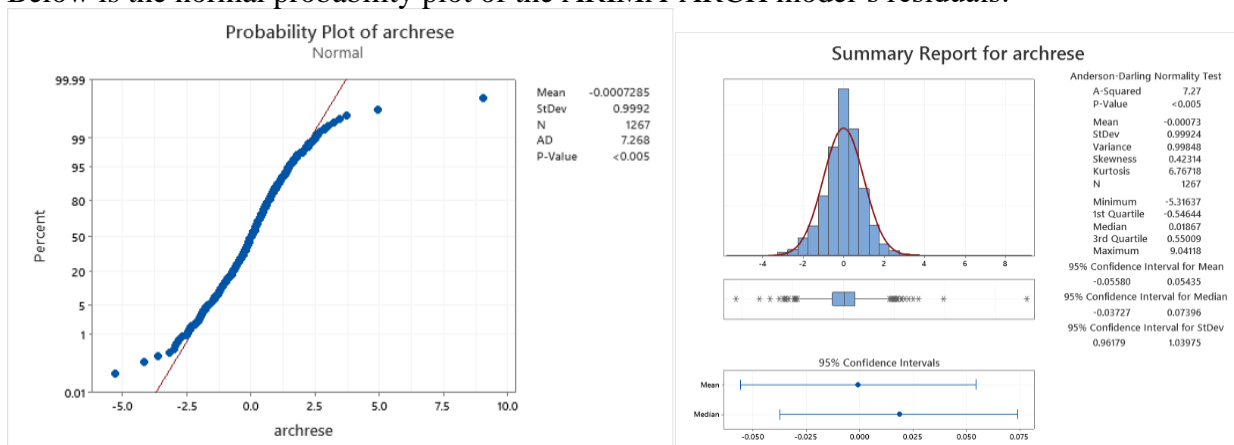 Below is the normal probability plot of the ARIMA-ARCH model's residuals:
Probability Plot of archrese
Normal
99.99
99
95
80
50
20
5
1
0.01
Percent
-5.0 -2.5 0.0 2.5 5.0 7.5 10.0
archrese
Mean -0.0007285
StDev 0.9992
N 1267
AD 7.268
P-Value <0.005
Summary Report for archrese
-4 -2 0 2 4 6 8
Anderson-Darling Normality Test
A-Squared 7.27
P-Value <0.005
Mean -0.00073
StDev 0.99924
Variance 0.99848
Skewness 0.42314
Kurtosis 6.76718
N 1267
Minimum -5.31637
1st Quartile -0.54644
Median 0.01867
3rd Quartile 0.55009
Maximum 9.04118
95% Confidence Interval for Mean
-0.05580 0.05435
95% Confidence Interval for Median
-0.03727 0.07396
95% Confidence Interval for StDev
0.96179 1.03975
95% Confidence Intervals
Mean
Median
-0.050 -0.025 0.000 0.025 0.050 0.075